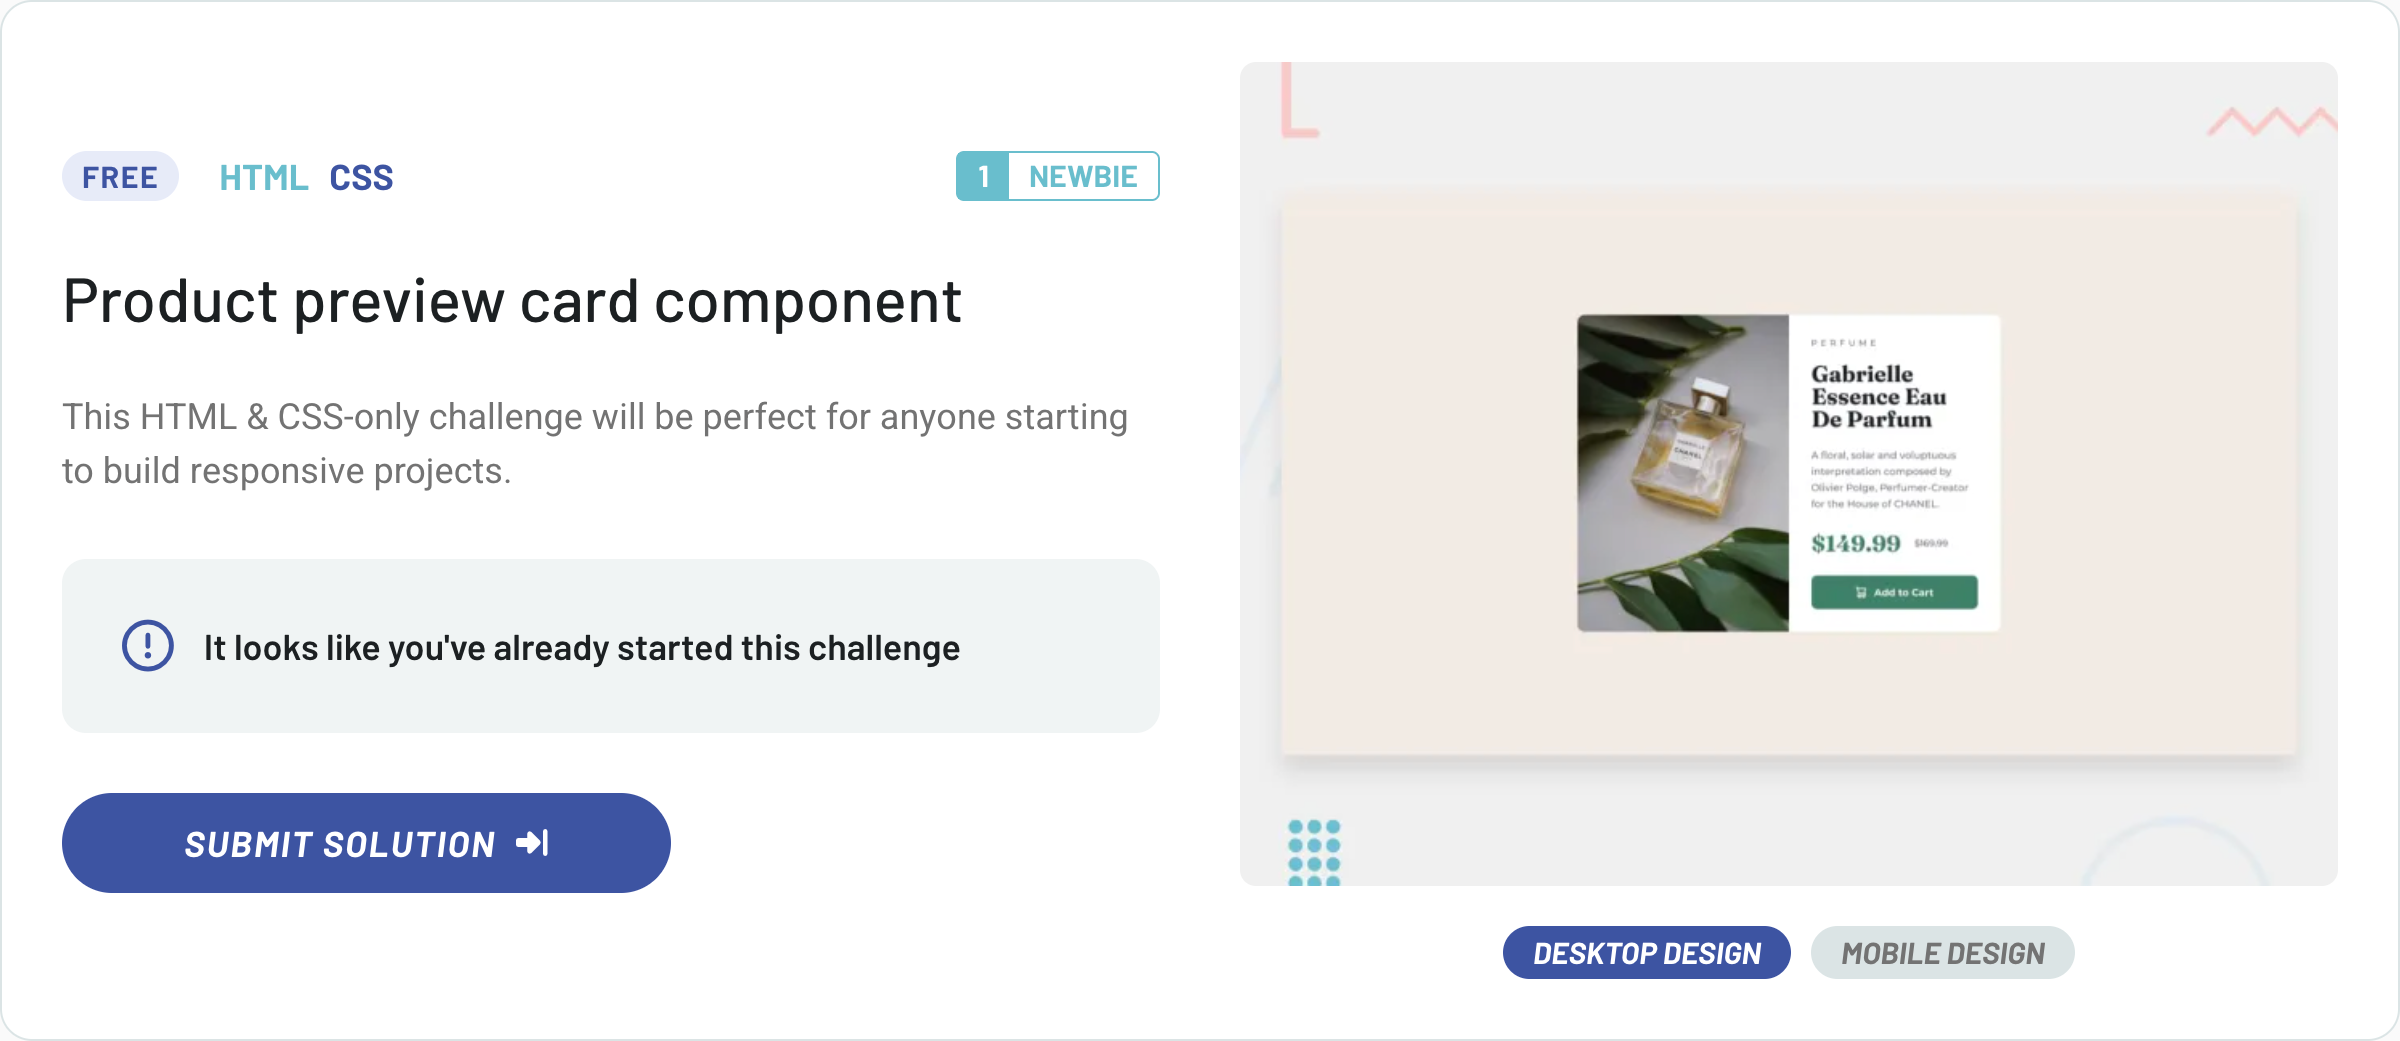 FREE HTML CSS
1 NEWBIE
Product preview card component
This HTML & CSS-only challenge will be perfect for anyone starting
to build responsive projects.
It looks like you've already started this challenge
SUBMIT SOLUTION
PERFUME
Gabrielle
Essence Eau
De Parfum
A floral, solar and voluptuous
interpretation composed by
Olivier Polge, Perfumer-Creator
for the House of CHANEL.
$149.99 $169.99
Add to Cart
CHANEL
DESKTOP DESIGN MOBILE DESIGN